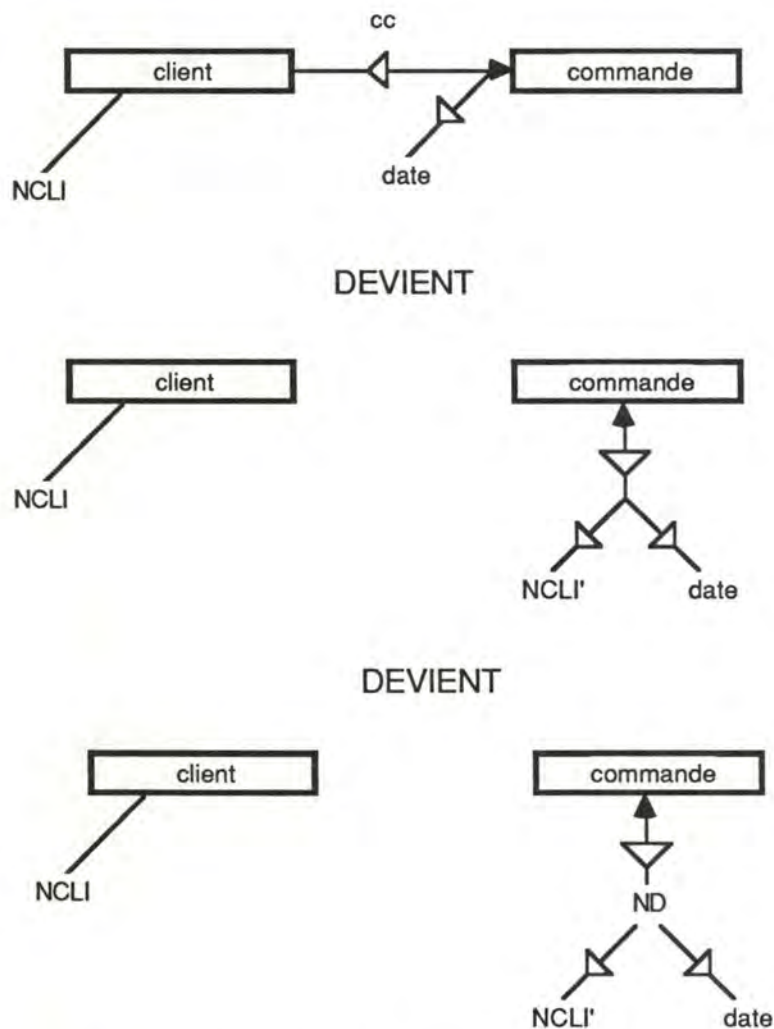 cc
client commande
NCLI date
DEVIENT
client commande
NCLI NCLI' date
DEVIENT
client commande
NCLI ND
NCLI' date